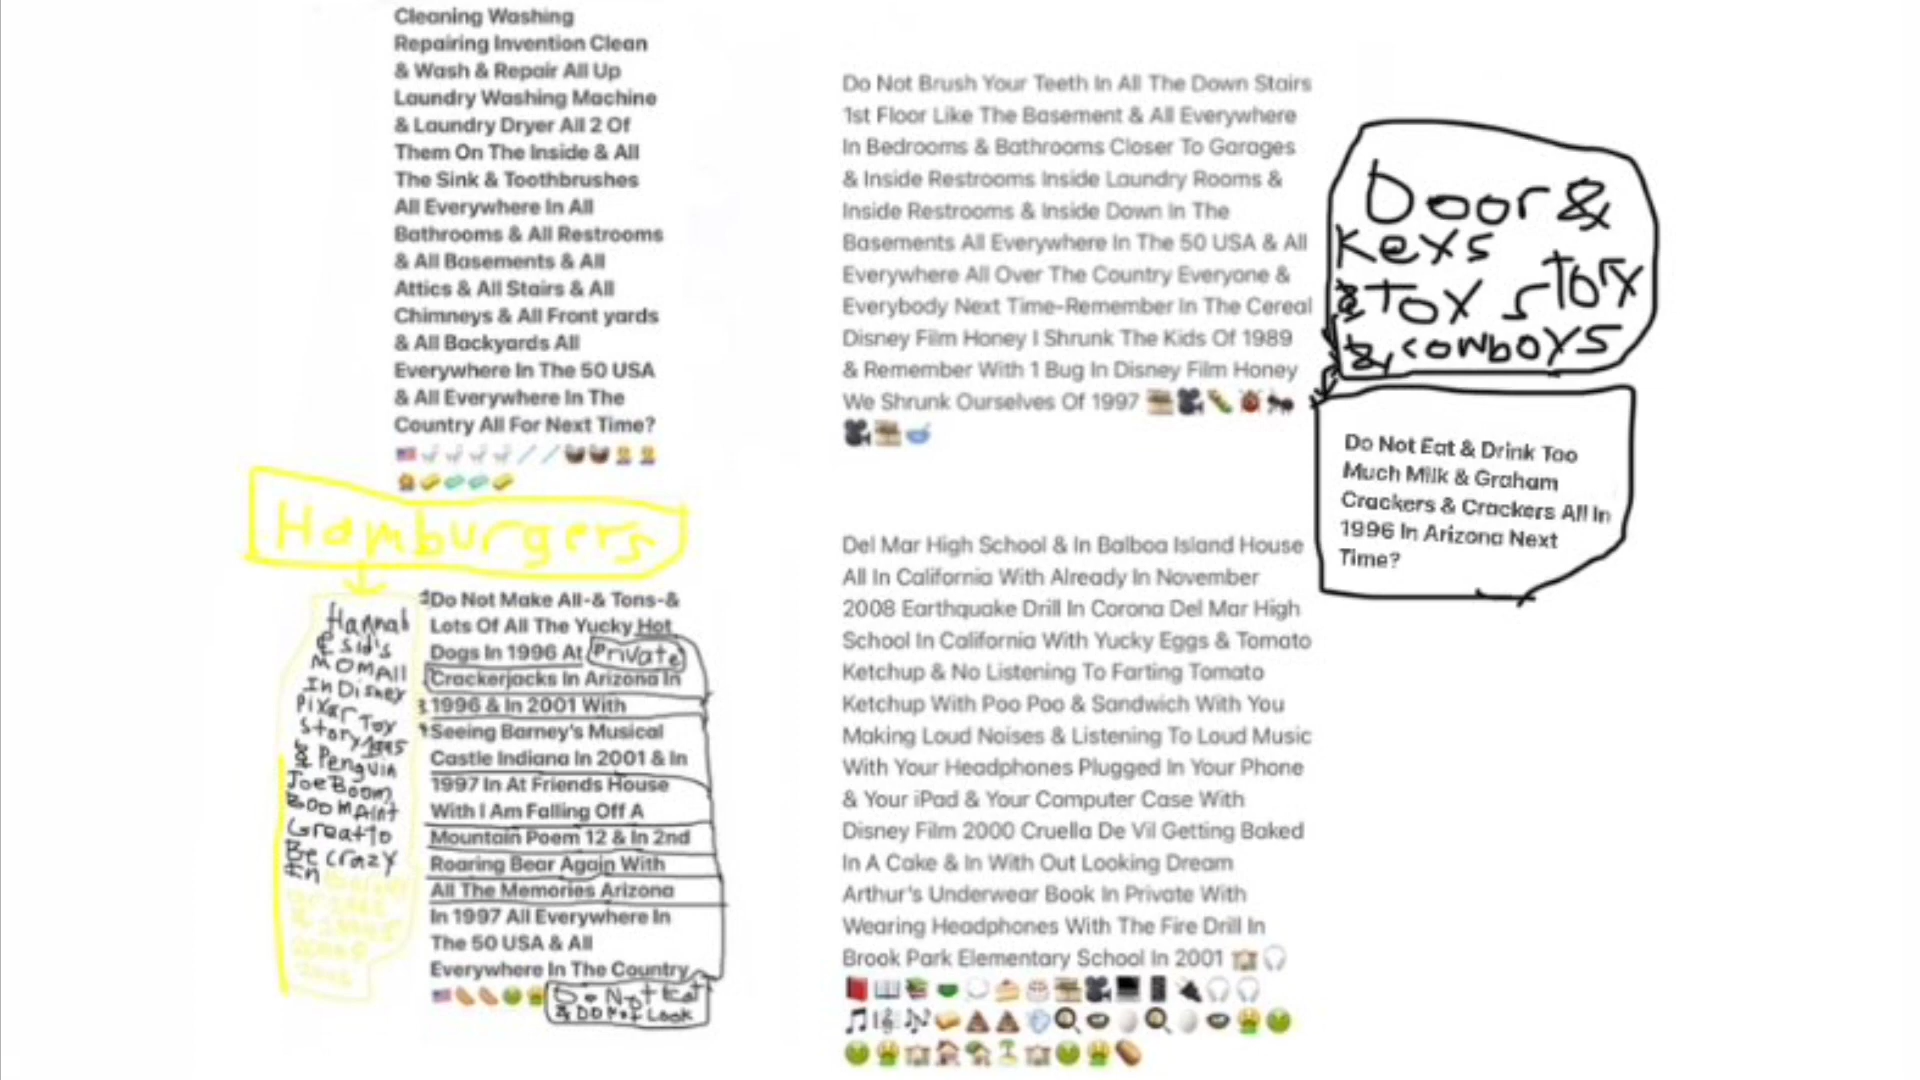 Cleaning Washing
Repairing Invention Clean
& Wash & Repair All Up
Laundry Washing Machine
& Laundry Dryer All 2 Of
Them On The Inside & All
The Sink & Toothbrushes
All Everywhere In All
Bathrooms & All Restrooms
& All Basements & All
Attics & All Stairs & All
Chimneys & All Front yards
& All Backyards All
Everywhere In The 50 USA
& All Everywhere In The
Country All For Next Time?
Hamburgers
Hannah
& Sid's
MOM All
In Disney
Pixar Toy
Story 1995
& Penguin
Joe Boom
Boom Aint
Great to
Be crazy
In
Do Not Make All-& Tons-&
Lots Of All The Yucky Hot
Dogs In 1996 At Private
Crackerjacks In Arizona In
1996 & In 2001 With
Seeing Barney's Musical
Castle Indiana In 2001 & In
1997 In At Friends House
With I Am Falling Off A
Mountain Poem 12 & In 2nd
Roaring Bear Again With
All The Memories Arizona
In 1997 All Everywhere In
The 50 USA & All
Everywhere In The Country
Do Not Eat
& DO Not Look
Do Not Brush Your Teeth In All The Down Stairs
1st Floor Like The Basement & All Everywhere
In Bedrooms & Bathrooms Closer To Garages
& Inside Restrooms Inside Laundry Rooms &
Inside Restrooms & Inside Down In The
Basements All Everywhere In The 50 USA & All
Everywhere All Over The Country Everyone &
Everybody Next Time-Remember In The Cereal
Disney Film Honey I Shrunk The Kids Of 1989
& Remember With 1 Bug In Disney Film Honey
We Shrunk Ourselves Of 1997
Del Mar High School & In Balboa Island House
All In California With Already In November
2008 Earthquake Drill In Corona Del Mar High
School In California With Yucky Eggs & Tomato
Ketchup & No Listening To Farting Tomato
Ketchup With Poo Poo & Sandwich With You
Making Loud Noises & Listening To Loud Music
With Your Headphones Plugged In Your Phone
& Your iPad & Your Computer Case With
Disney Film 2000 Cruella De Vil Getting Baked
In A Cake & In With Out Looking Dream
Arthur's Underwear Book In Private With
Wearing Headphones With The Fire Drill In
Brook Park Elementary School In 2001
Door &
Keys
& Toy Story
& Cowboys
Do Not Eat & Drink Too
Much Milk & Graham
Crackers & Crackers All In
1996 In Arizona Next
Time?